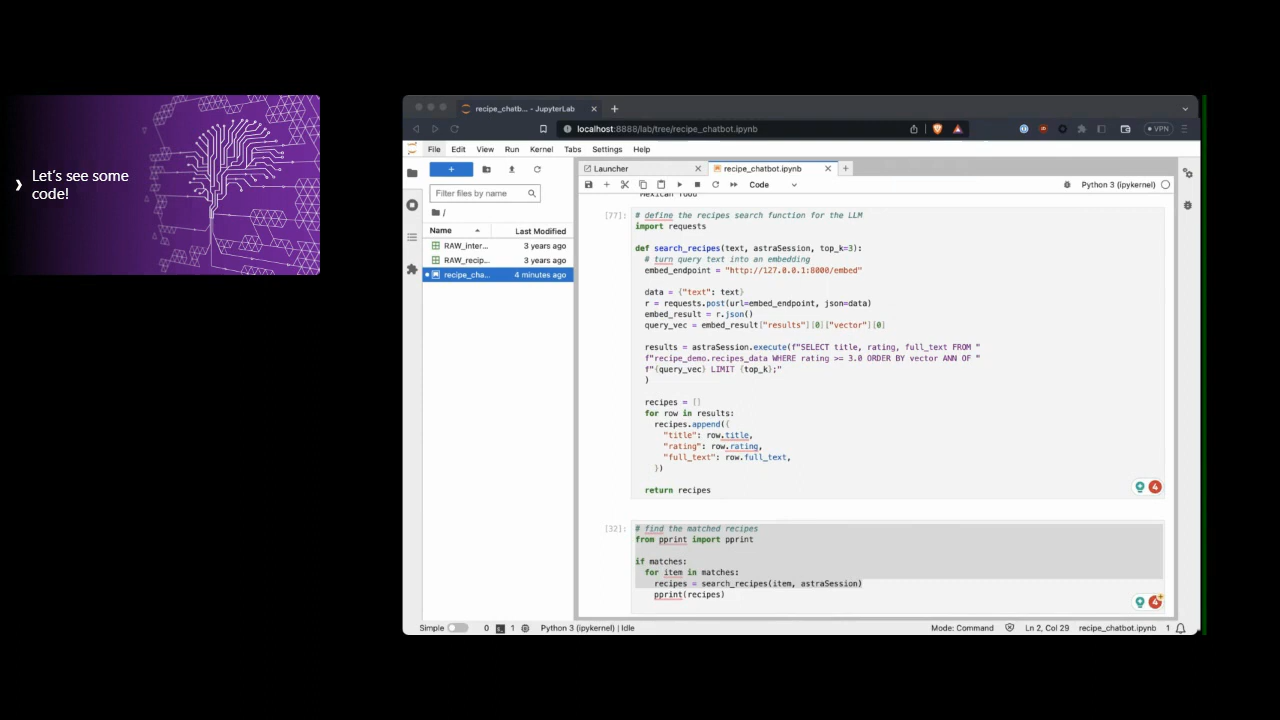 Let's see some
code!
recipe_chatb... - JupyterLab
localhost:8888/lab/tree/recipe_chatbot.ipynb
VPN
File Edit View Run Kernel Tabs Settings Help
Launcher
recipe_chatbot.ipynb
Filter files by name
/
Name Last Modified
RAW_inter... 3 years ago
RAW_recip... 3 years ago
recipe_cha... 4 minutes ago
Code
Python 3 (ipykernel)
Mexican food
[77]:
# define the recipes search function for the LLM
import requests
def search_recipes(text, astraSession, top_k=3):
# turn query text into an embedding
embed_endpoint = "http://127.0.0.1:8000/embed"
data = {"text": text}
r = requests.post(url=embed_endpoint, json=data)
embed_result = r.json()
query_vec = embed_result["results"][0]["vector"][0]
results = astraSession.execute(f"SELECT title, rating, full_text FROM "
f"recipe_demo.recipes_data WHERE rating >= 3.0 ORDER BY vector ANN OF "
f"{query_vec} LIMIT {top_k};"
)
recipes = []
for row in results:
recipes.append({
"title": row.title,
"rating": row.rating,
"full_text": row.full_text,
})
return recipes
4
[32]:
# find the matched recipes
from pprint import pprint
if matches:
for item in matches:
recipes = search_recipes(item, astraSession)
pprint(recipes)
4
Simple 0 1 Python 3 (ipykernel) | Idle
Mode: Command Ln 2, Col 29 recipe_chatbot.ipynb 1